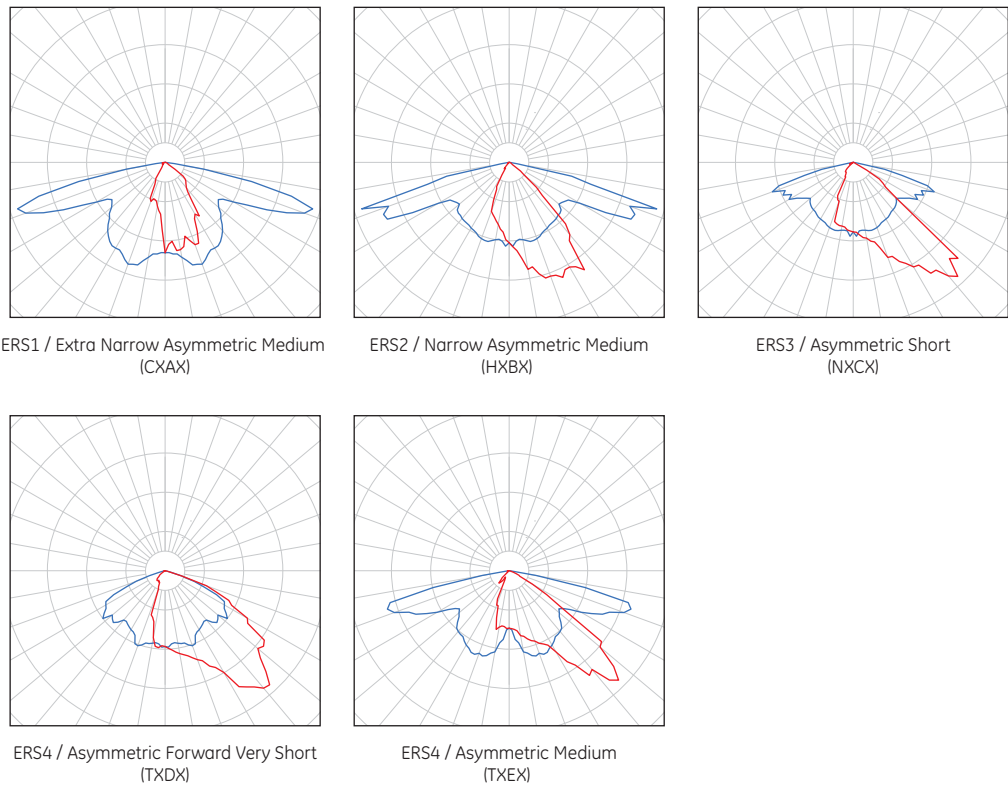 ERS1 / Extra Narrow Asymmetric Medium
(CXAX)
ERS2 / Narrow Asymmetric Medium
(HXBX)
ERS3 / Asymmetric Short
(NXCX)
ERS4 / Asymmetric Forward Very Short
(TXDX)
ERS4 / Asymmetric Medium
(TXEX)